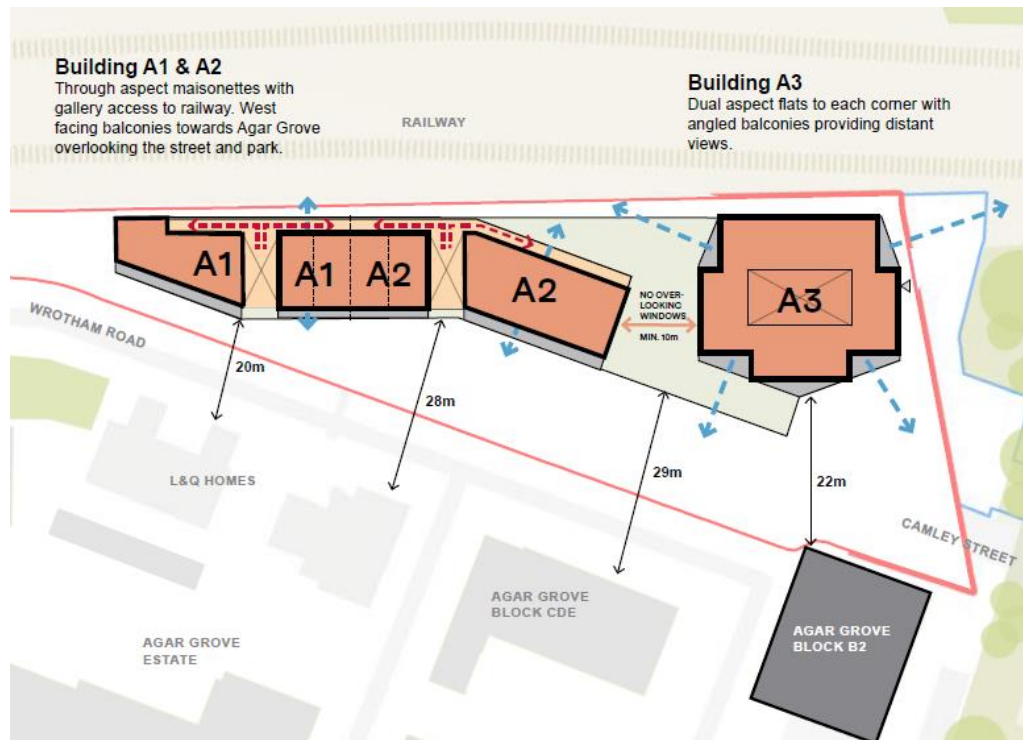 Building A1 & A2
Through aspect maisonettes with
gallery access to railway. West
facing balconies towards Agar Grove
overlooking the street and park.
RAILWAY
Building A3
Dual aspect flats to each corner with
angled balconies providing distant
views.
A1
A1
A2
A2
NO OVER-
LOOKING
WINDOWS
MIN. 10m
A3
WROTHAM ROAD
20m
28m
29m
22m
L&Q HOMES
CAMLEY STREET
AGAR GROVE
BLOCK CDE
AGAR GROVE
ESTATE
AGAR GROVE
BLOCK B2